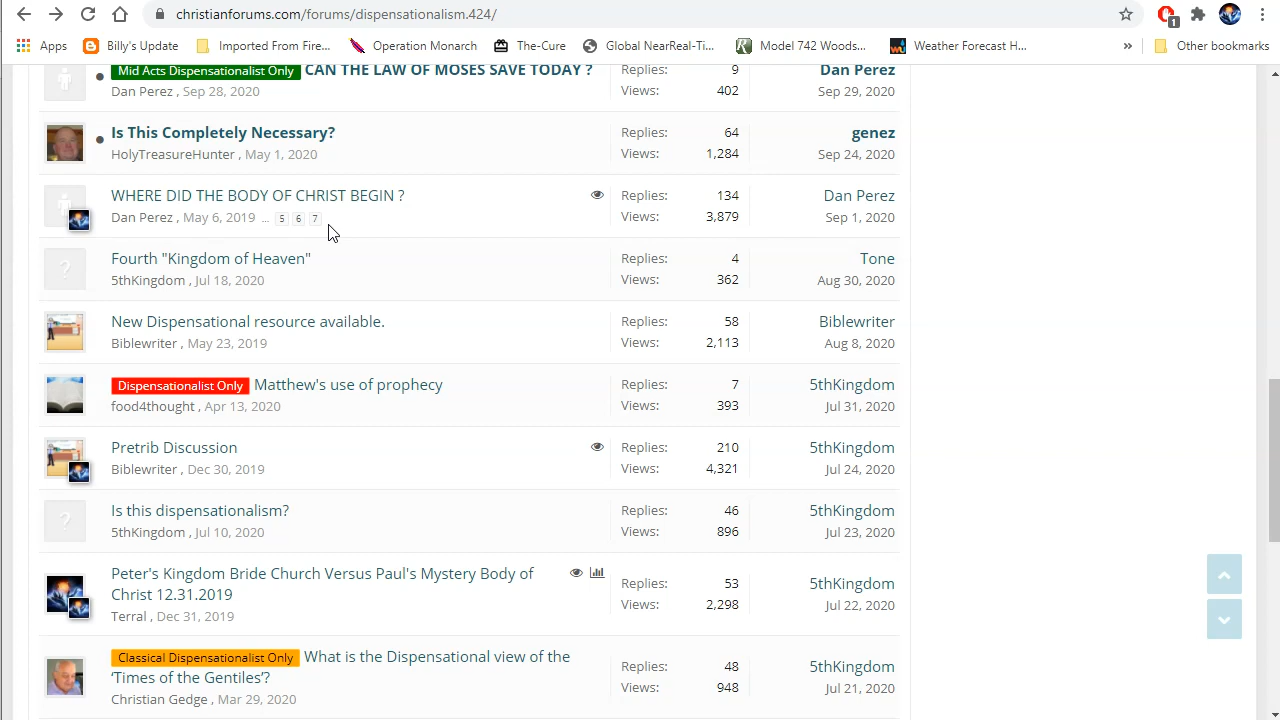 christianforums.com/forums/dispensationalism.424/
1
Apps Billy's Update Imported From Fire... Operation Monarch The-Cure Global NearReal-Ti... Model 742 Woods... Weather Forecast H... » Other bookmarks
Mid Acts Dispensationalist Only CAN THE LAW OF MOSES SAVE TODAY ? Replies: 9 Dan Perez
Dan Perez , Sep 28, 2020 Views: 402 Sep 29, 2020
Is This Completely Necessary? Replies: 64 genez
HolyTreasureHunter , May 1, 2020 Views: 1,284 Sep 24, 2020
WHERE DID THE BODY OF CHRIST BEGIN ? Replies: 134 Dan Perez
Dan Perez , May 6, 2019 ... 5 6 7 Views: 3,879 Sep 1, 2020
Fourth "Kingdom of Heaven" Replies: 4 Tone
5thKingdom , Jul 18, 2020 Views: 362 Aug 30, 2020
New Dispensational resource available. Replies: 58 Biblewriter
Biblewriter , May 23, 2019 Views: 2,113 Aug 8, 2020
Dispensationalist Only Matthew's use of prophecy Replies: 7 5thKingdom
food4thought , Apr 13, 2020 Views: 393 Jul 31, 2020
Pretrib Discussion Replies: 210 5thKingdom
Biblewriter , Dec 30, 2019 Views: 4,321 Jul 24, 2020
Is this dispensationalism? Replies: 46 5thKingdom
5thKingdom , Jul 10, 2020 Views: 896 Jul 23, 2020
Peter's Kingdom Bride Church Versus Paul's Mystery Body of Replies: 53 5thKingdom
Christ 12.31.2019 Views: 2,298 Jul 22, 2020
Terral , Dec 31, 2019
Classical Dispensationalist Only What is the Dispensational view of the Replies: 48 5thKingdom
‘Times of the Gentiles’? Views: 948 Jul 21, 2020
Christian Gedge , Mar 29, 2020